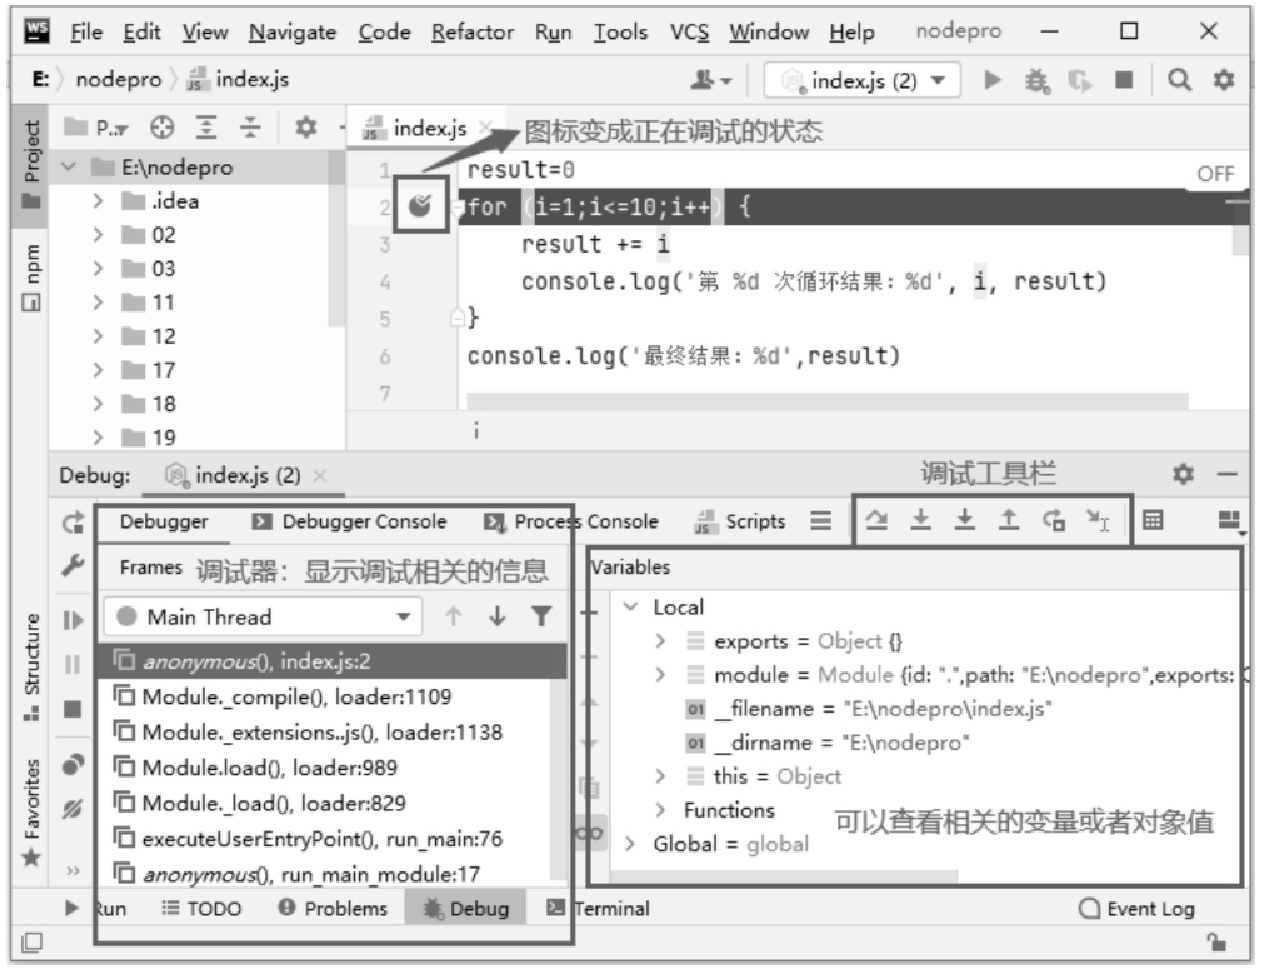 WS File Edit View Navigate Code Refactor Run Tools VCS Window Help nodepro
E: nodepro index.js index.js (2)
P.. index.js 图标变成正在调试的状态
Project
npm
Structure
Favorites
E:\nodepro
.idea
02
03
11
12
17
18
19
OFF
1 result=0
2 for (i=1;i<=10;i++) {
3 result += i
4 console.log('第 %d 次循环结果: %d', i, result)
5 }
6 console.log('最终结果: %d',result)
7
i
Debug: index.js (2) 调试工具栏
Debugger Debugger Console Process Console Scripts
Frames 调试器：显示调试相关的信息
Main Thread
anonymous(), index.js:2
Module._compile(), loader:1109
Module._extensions..js(), loader:1138
Module.load(), loader:989
Module._load(), loader:829
executeUserEntryPoint(), run_main:76
anonymous(), run_main_module:17
Variables
Local
exports = Object {}
module = Module {id: ".",path: "E:\nodepro",exports: 
01 __filename = "E:\nodepro\index.js"
01 __dirname = "E:\nodepro"
this = Object
Functions
可以查看相关的变量或者对象值
Global = global
Run TODO Problems Debug Terminal Event Log